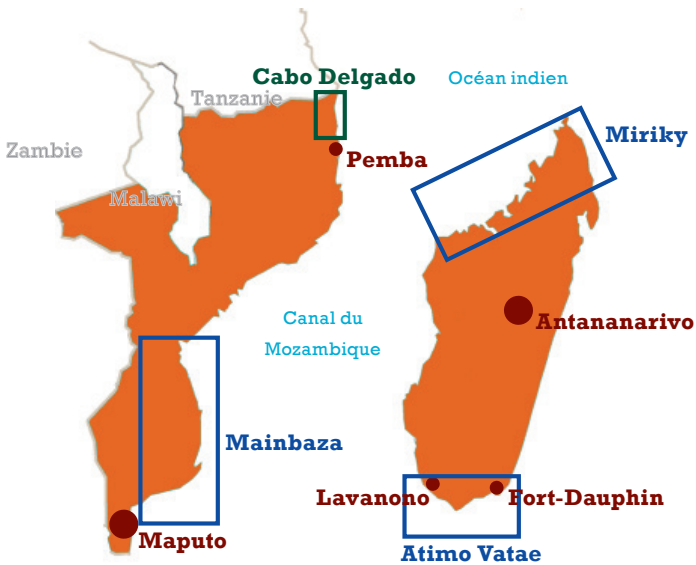 Cabo Delgado
Océan indien
Tanzanie
Miriky
Zambie
Pemba
Malawi
Canal du
Mozambique
Antananarivo
Mainbaza
Lavanono
Fort-Dauphin
Maputo
Atimo Vatae